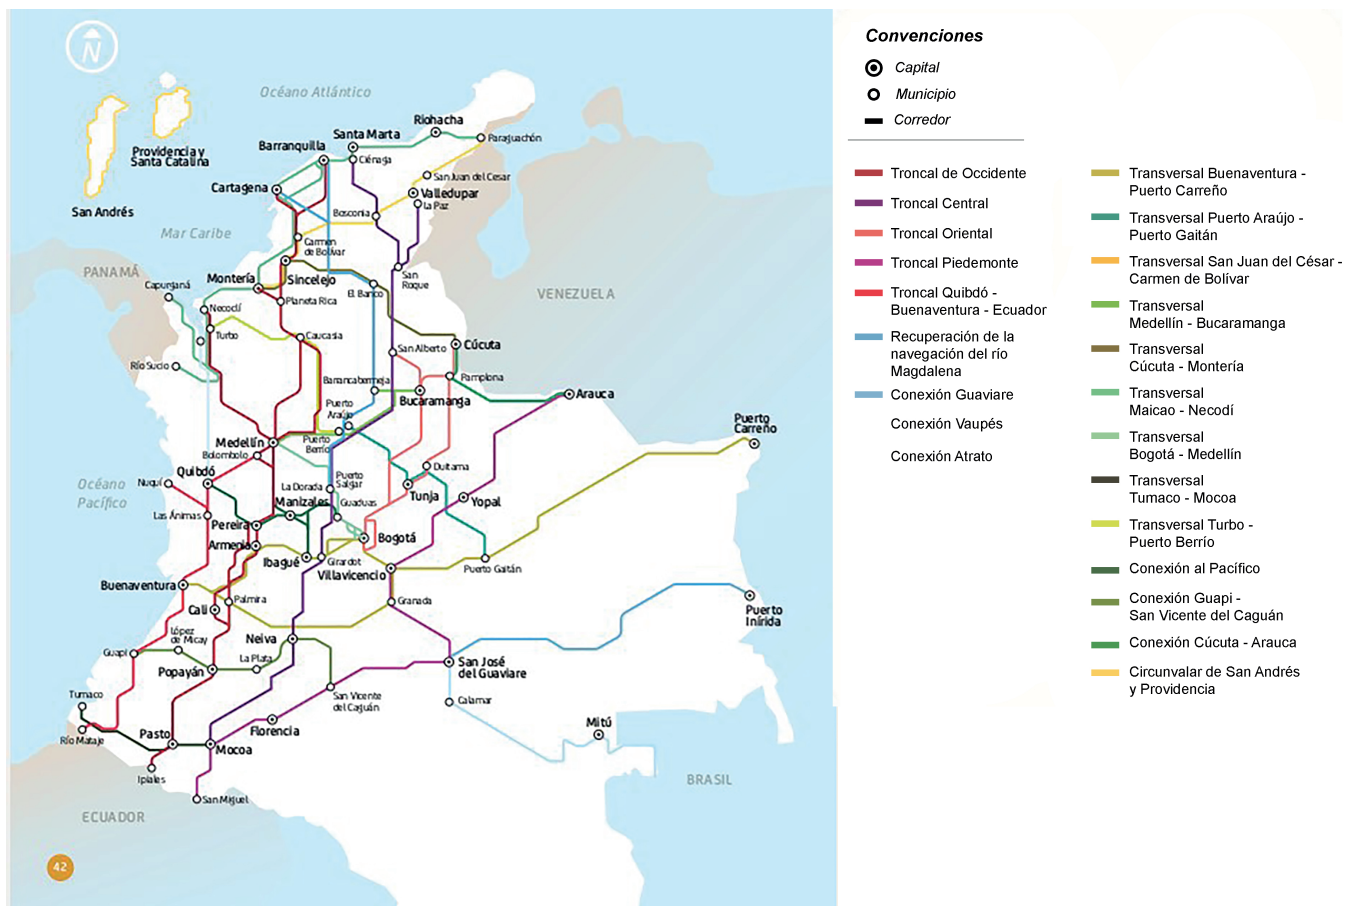 N
Océano Atlántico
Providencia y
Santa Catalina
San Andrés
Mar Caribe
PANAMÁ
VENEZUELA
Océano
Pacífico
BRASIL
ECUADOR
42
Riohacha
Santa Marta
Paraguachón
Barranquilla
Ciénaga
San Juan del Cesar
Cartagena
Valledupar
La Paz
Bosconia
Carmen
de Bolívar
San
Roque
Montería
Sincelejo
Capurganá
El Banco
Planeta Rica
Necoclí
Turbo
Caucasia
San Alberto
Cúcuta
Río Sucio
Barrancabermeja
Pamplona
Bucaramanga
Arauca
Puerto
Araújo
Puerto
Carreño
Medellín
Puerto
Berrío
Bolombolo
Quibdó
Duitama
Nuquí
La Dorada
Puerto
Salgar
Tunja
Yopal
Manizales
Guaduas
Las Ánimas
Pereira
Bogotá
Armenia
Ibagué
Girardot
Villavicencio
Puerto Gaitán
Buenaventura
Palmira
Granada
Cali
Puerto
Inírida
López
de Micay
Neiva
Guapi
La Plata
Popayán
San José
del Guaviare
Tumaco
San Vicente
del Caguán
Calamar
Florencia
Mitú
Río Mataje
Pasto
Mocoa
Ipiales
San Miguel
Convenciones
Capital
Municipio
Corredor
Troncal de Occidente
Troncal Central
Troncal Oriental
Troncal Piedemonte
Troncal Quibdó -
Buenaventura - Ecuador
Recuperación de la
navegación del río
Magdalena
Conexión Guaviare
Conexión Vaupés
Conexión Atrato
Transversal Buenaventura -
Puerto Carreño
Transversal Puerto Araújo -
Puerto Gaitán
Transversal San Juan del César -
Carmen de Bolívar
Transversal
Medellín - Bucaramanga
Transversal
Cúcuta - Montería
Transversal
Maicao - Necodí
Transversal
Bogotá - Medellín
Transversal
Tumaco - Mocoa
Transversal Turbo -
Puerto Berrío
Conexión al Pacífico
Conexión Guapi -
San Vicente del Caguán
Conexión Cúcuta - Arauca
Circunvalar de San Andrés
y Providencia